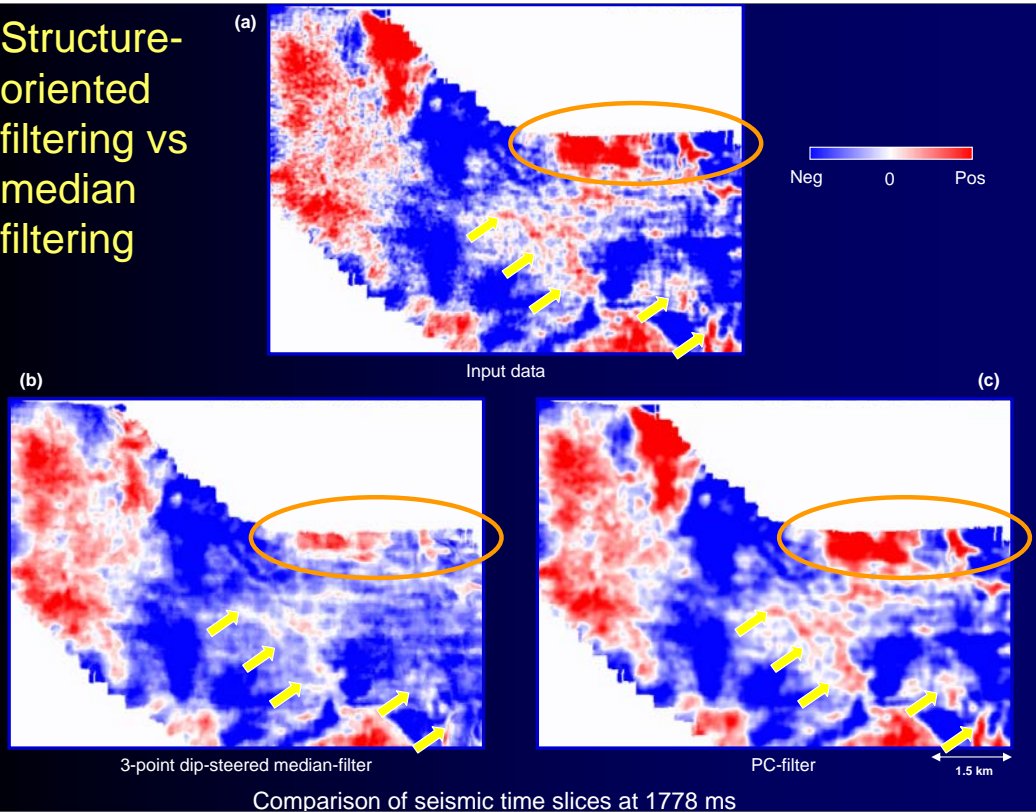 Structure-
oriented
filtering vs
median
filtering
(a)
Neg 0 Pos
Input data
(b)
(c)
3-point dip-steered median-filter
PC-filter
1.5 km
Comparison of seismic time slices at 1778 ms